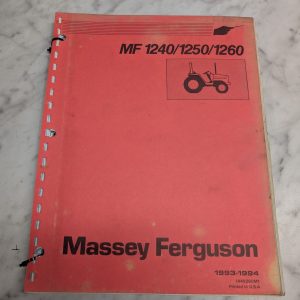 MF 1240/1250/1260
Massey Ferguson
1993-1994
Printed in U.S.A.